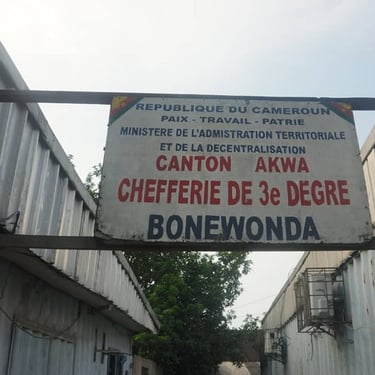 REPUBLIQUE DU CAMEROUN
PAIX - TRAVAIL - PATRIE
MINISTERE DE L'ADMISTRATION TERRITORIALE
ET DE LA DECENTRALISATION
CANTON AKWA
CHEFFERIE DE 3e DEGRE
BONEWONDA